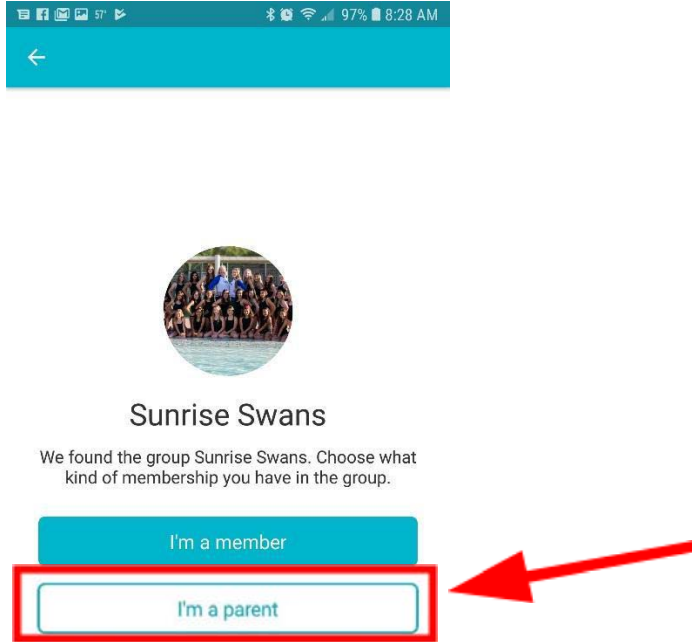 57° 97% 8:28 AM
Sunrise Swans
We found the group Sunrise Swans. Choose what
kind of membership you have in the group.
I'm a member
I'm a parent